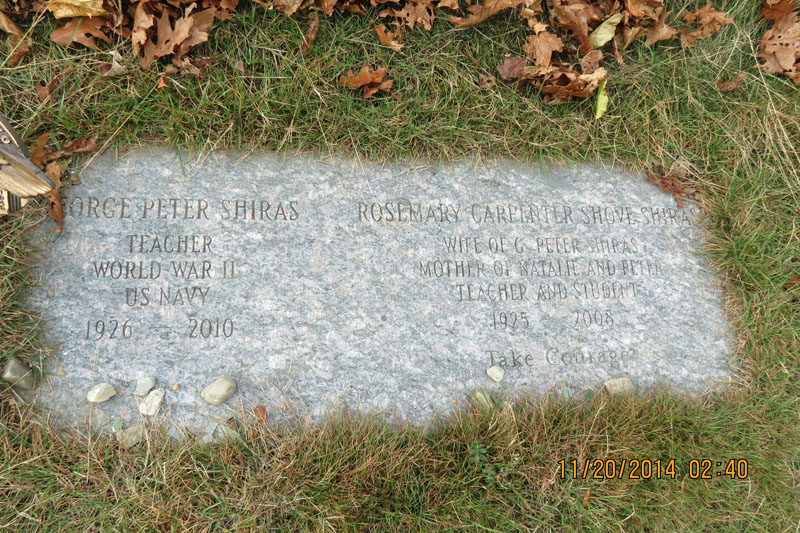 GEORGE PETER SHIRAS
TEACHER
WORLD WAR II
US NAVY
1926 — 2010
ROSEMARY CARPENTER SHOVE SHIRAS
WIFE OF G. PETER SHIRAS
MOTHER OF NATALIE AND PETER
TEACHER AND STUDENT
1925 — 2008
Take Courage
11/20/2014 02:40